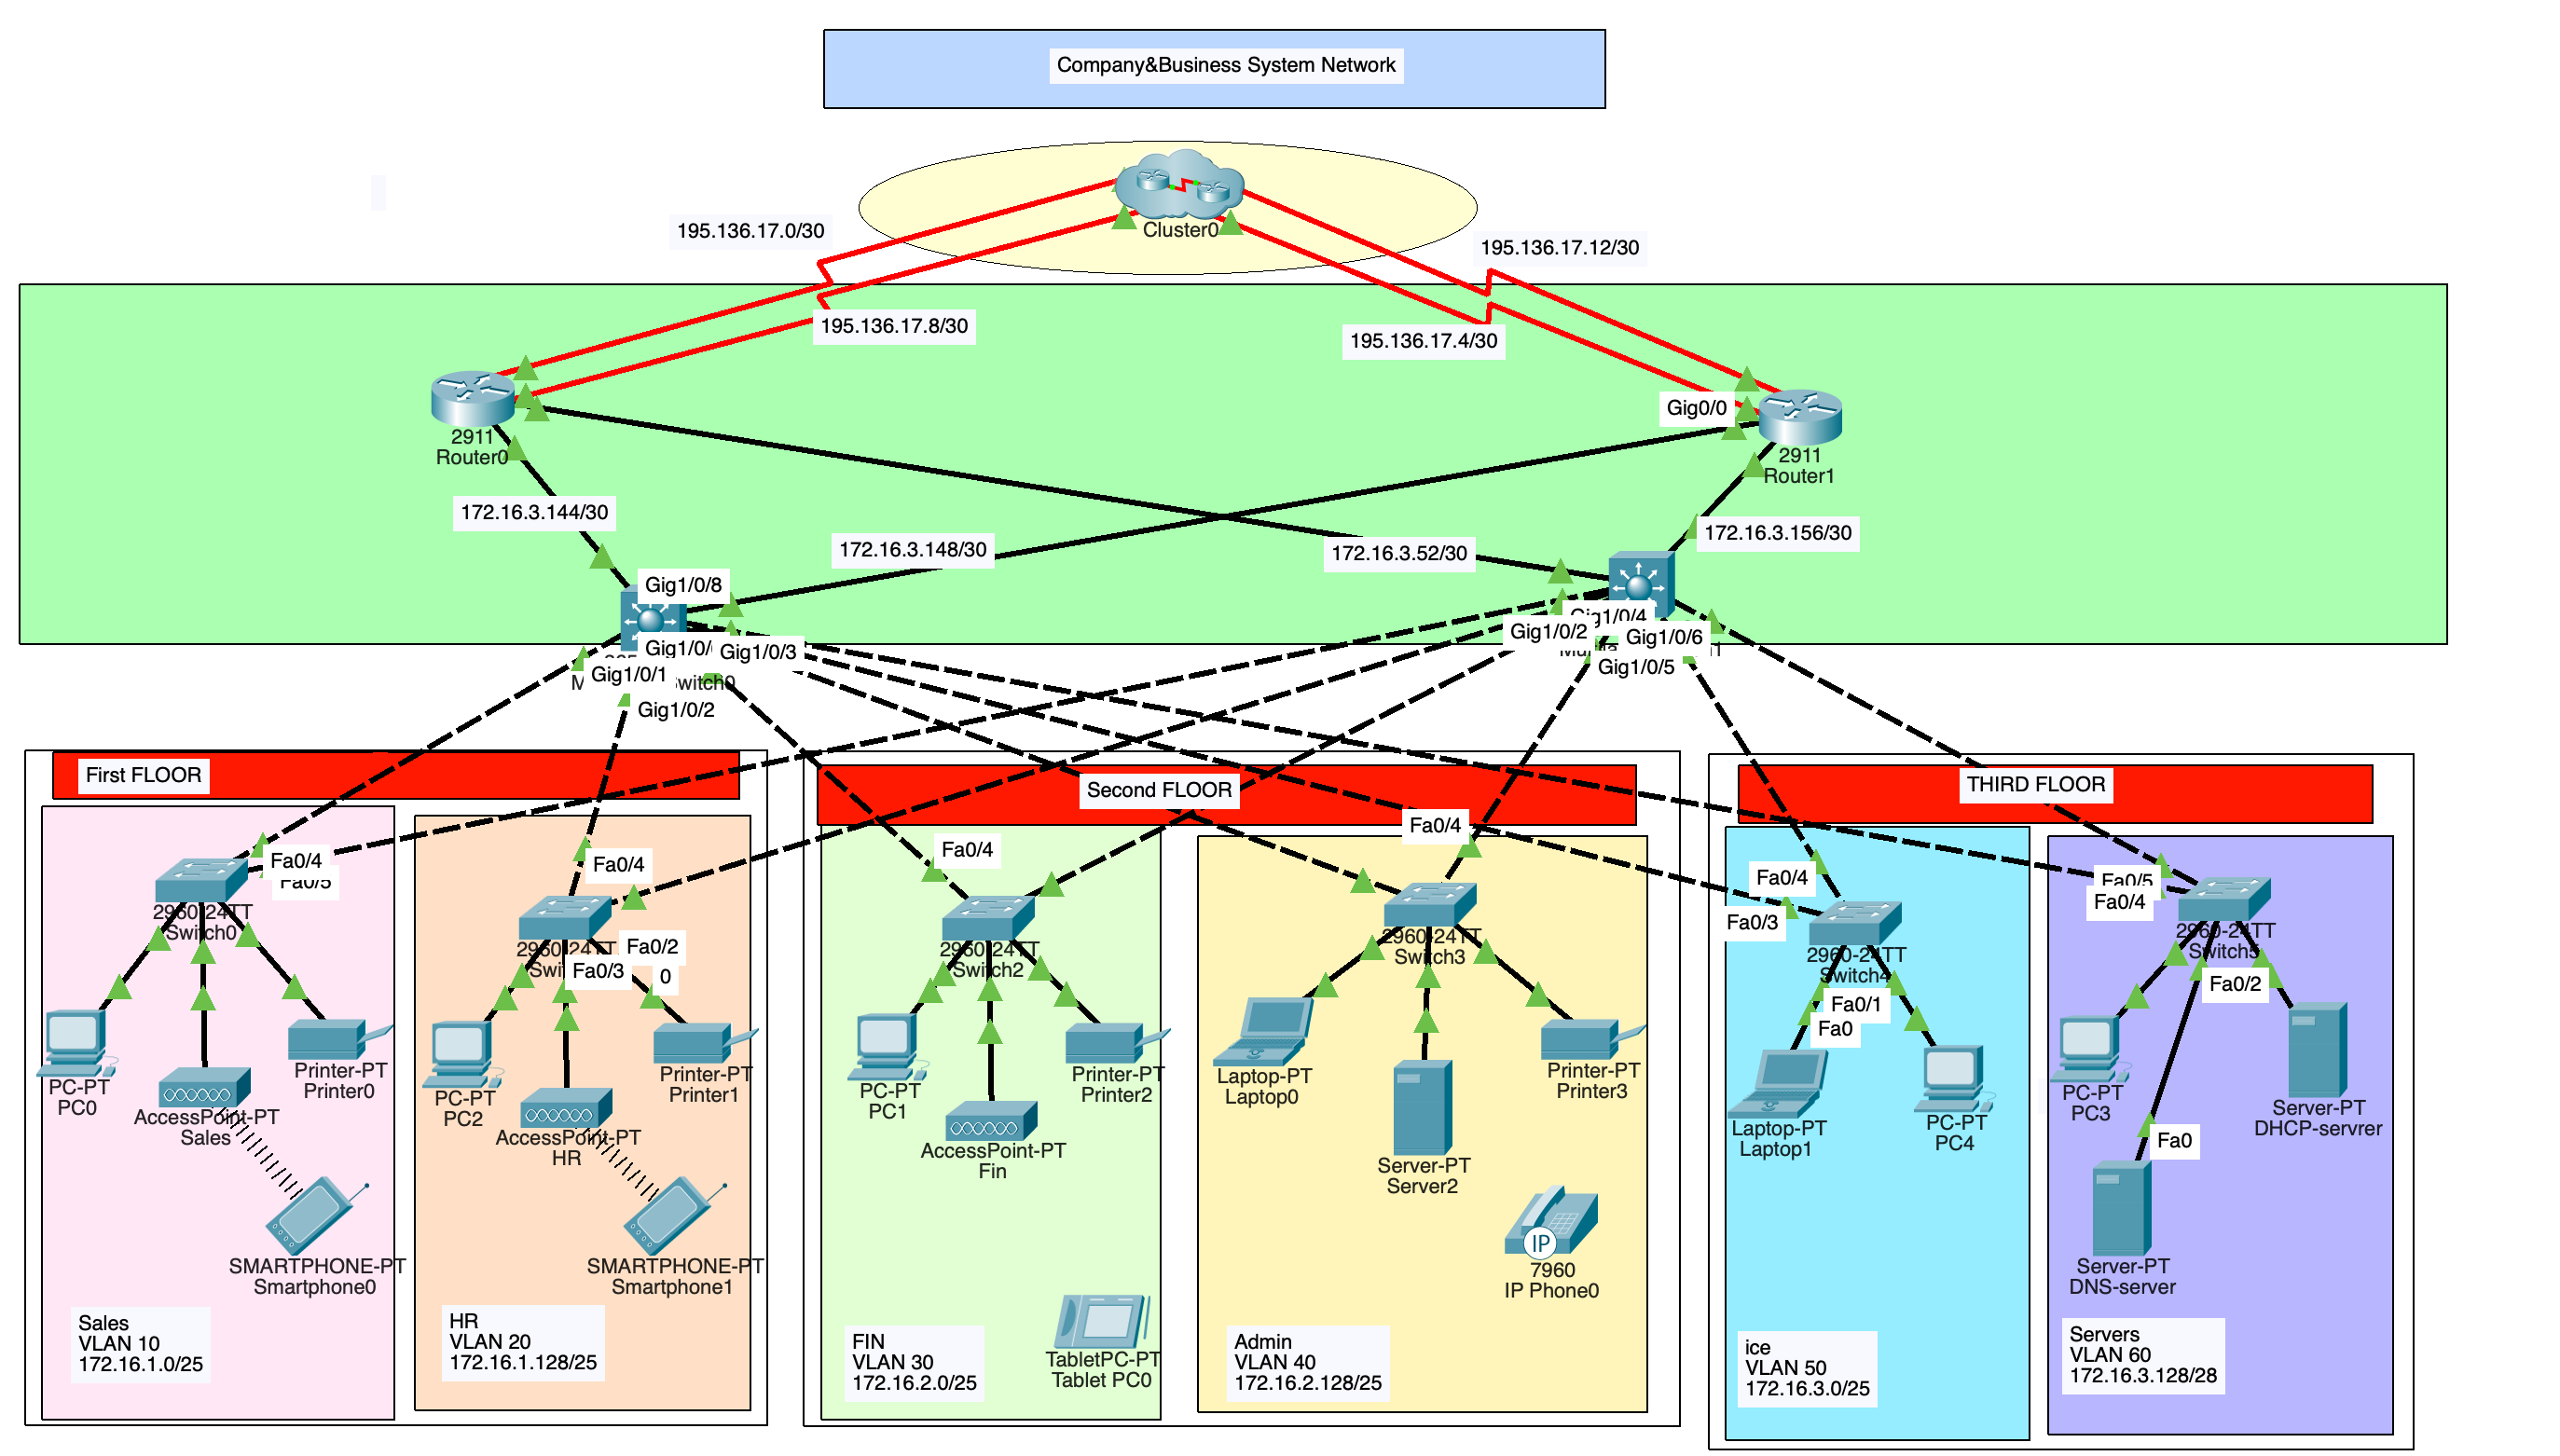 Company&Business System Network
Cluster0
195.136.17.0/30
195.136.17.12/30
195.136.17.8/30
195.136.17.4/30
Gig0/0
2911
Router0
2911
Router1
172.16.3.144/30
172.16.3.148/30
172.16.3.52/30
172.16.3.156/30
Gig1/0/8
Gig1/0/3
Gig1/0/1
Gig1/0/2
Gig1/0/4
Gig1/0/2
Gig1/0/6
Gig1/0/5
First FLOOR
Second FLOOR
THIRD FLOOR
Fa0/4
Fa0/5
2960-24TT
Switch0
PC-PT
PC0
AccessPoint-PT
Sales
Printer-PT
Printer0
SMARTPHONE-PT
Smartphone0
Sales
VLAN 10
172.16.1.0/25
Fa0/4
2960-24TT
Fa0/2
Fa0/3
0
PC-PT
PC2
AccessPoint-PT
HR
Printer-PT
Printer1
SMARTPHONE-PT
Smartphone1
HR
VLAN 20
172.16.1.128/25
Fa0/4
2960-24TT
Switch2
PC-PT
PC1
AccessPoint-PT
Fin
Printer-PT
Printer2
TabletPC-PT
Tablet PC0
FIN
VLAN 30
172.16.2.0/25
Fa0/4
2960-24TT
Switch3
Laptop-PT
Laptop0
Server-PT
Server2
Printer-PT
Printer3
IP
7960
IP Phone0
Admin
VLAN 40
172.16.2.128/25
Fa0/4
Fa0/3
2960-24TT
Switch4
Fa0/1
Fa0
Laptop-PT
Laptop1
PC-PT
PC4
ice
VLAN 50
172.16.3.0/25
Fa0/5
Fa0/4
2960-24TT
Switch5
Fa0/2
PC-PT
PC3
Server-PT
DHCP-servrer
Fa0
Server-PT
DNS-server
Servers
VLAN 60
172.16.3.128/28